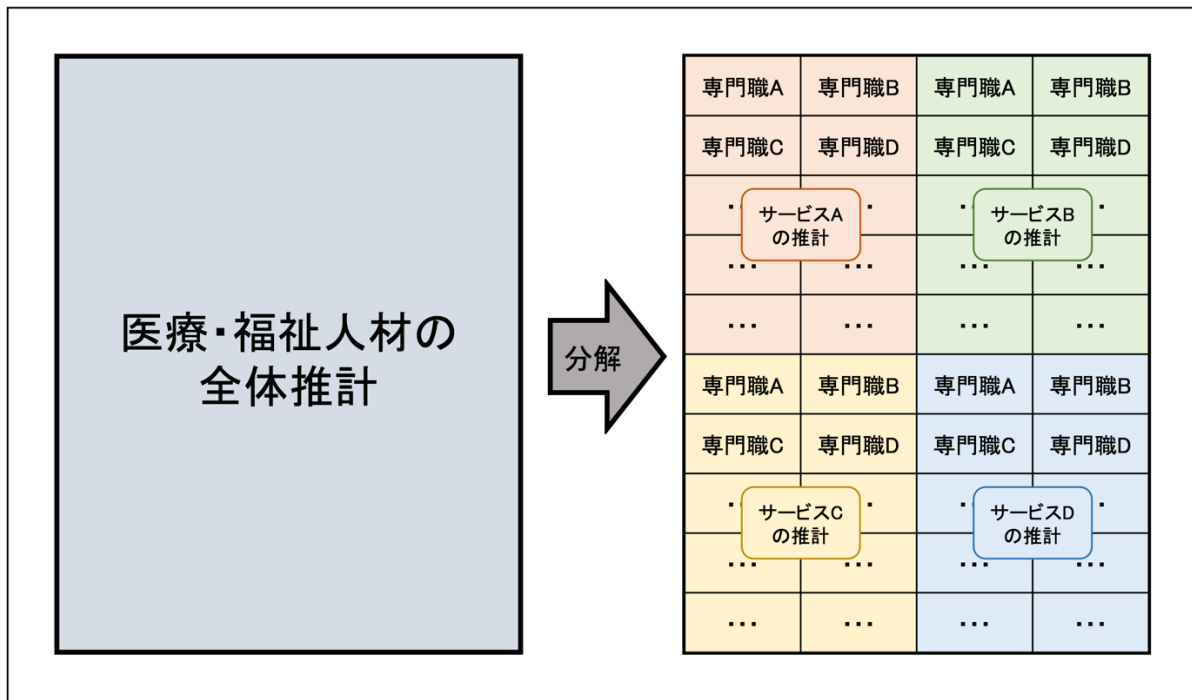 医療・福祉人材の
全体推計
分解
専門職A 専門職B 専門職A 専門職B
専門職C 専門職D 専門職C 専門職D
サービスA
の推計
サービスB
の推計
… … … …
… … … …
専門職A 専門職B 専門職A 専門職B
専門職C 専門職D 専門職C 専門職D
サービスC
の推計
サービスD
の推計
… … … …
… … … …